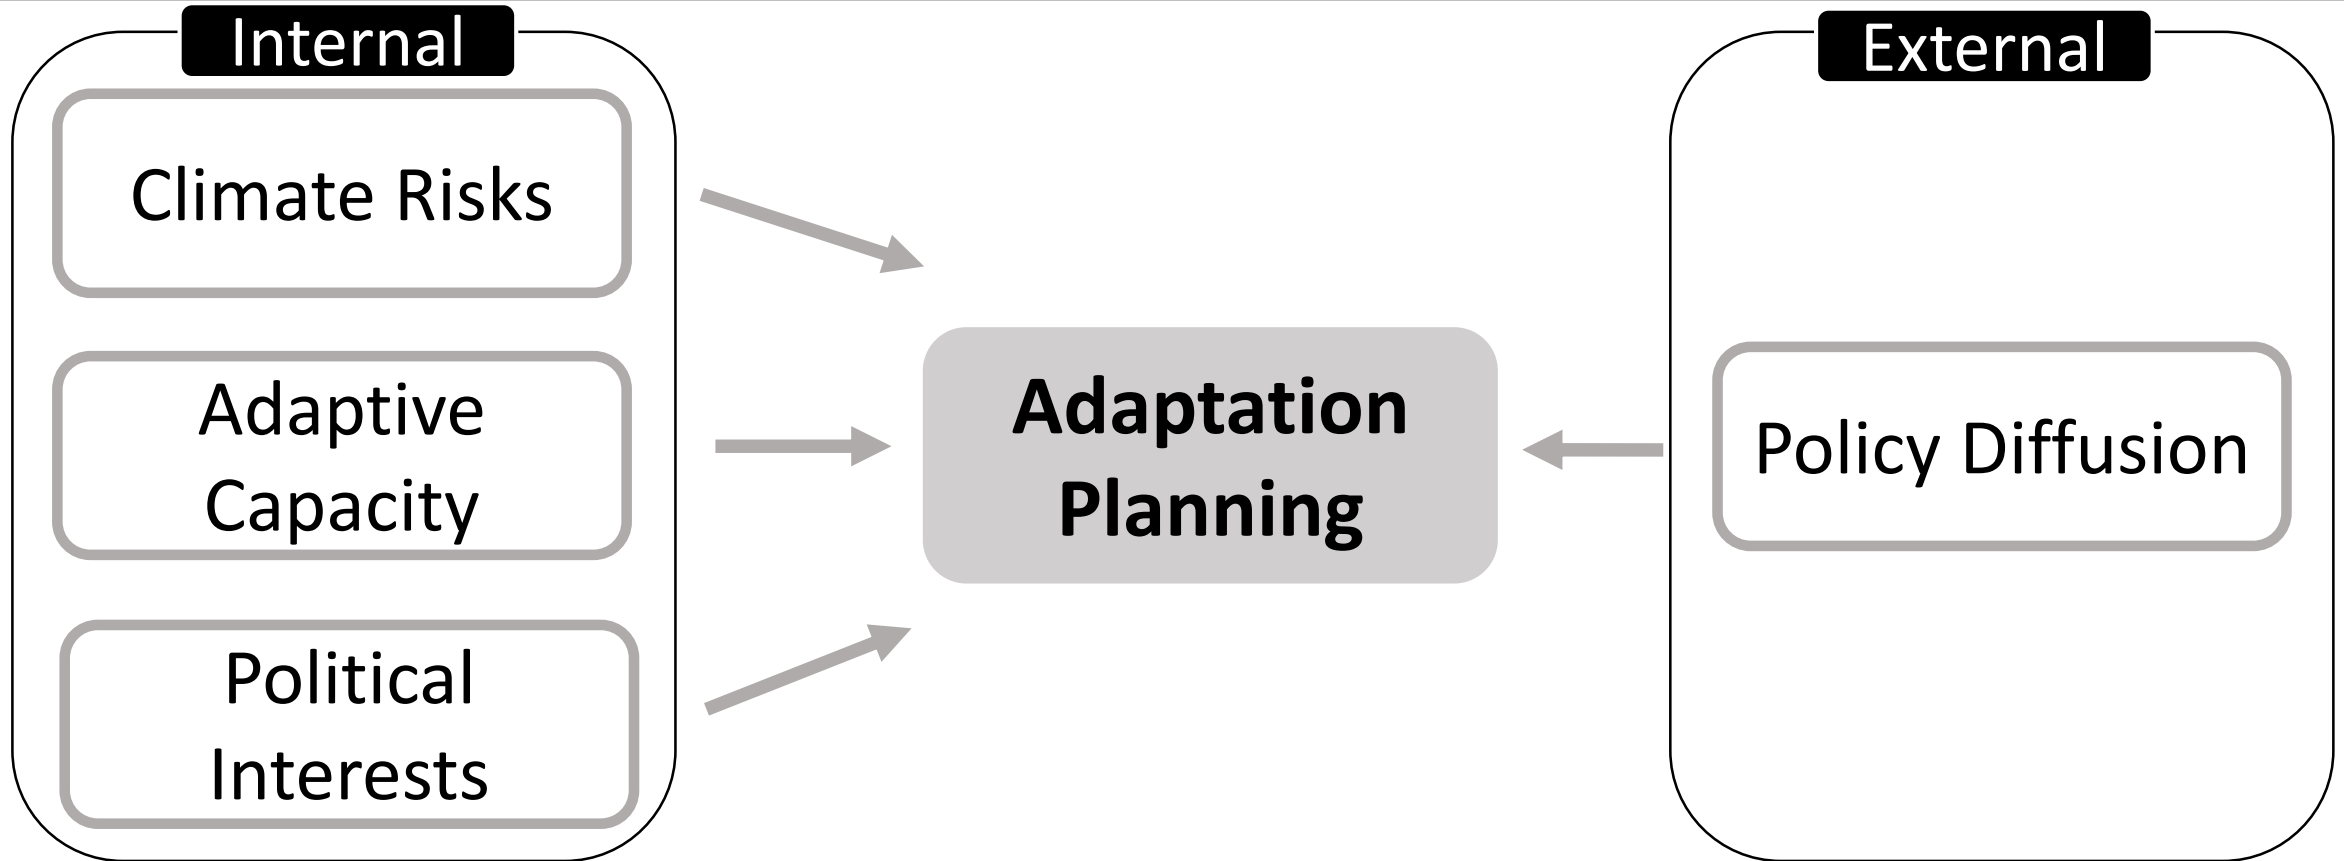 Internal
Climate Risks
Adaptive
Capacity
Political
Interests
Adaptation
Planning
External
Policy Diffusion